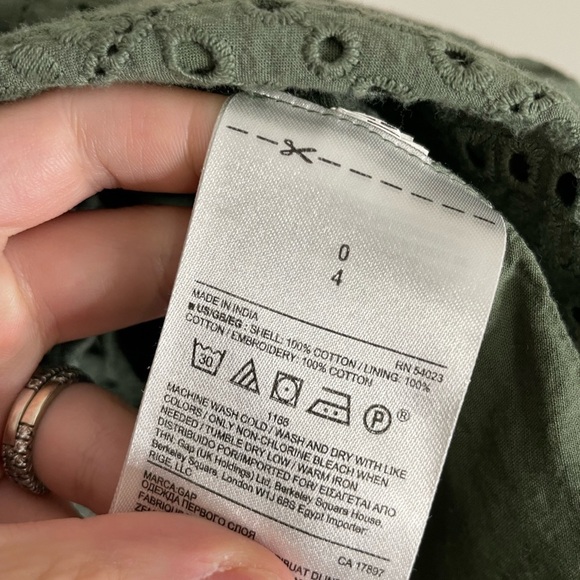 0
4
MADE IN INDIA
RN 54023
■ US/GB/EG : SHELL: 100% COTTON / LINING: 100%
COTTON / EMBROIDERY: 100% COTTON
30
P
®
1166
MACHINE WASH COLD / WASH AND DRY WITH LIKE
COLORS / ONLY NON-CHLORINE BLEACH WHEN
NEEDED / TUMBLE DRY LOW / WARM IRON
DISTRIBUIDO POR/IMPORTED FOR/ ΕΙΣΑΓΕΤΑΙ ΑΠΟ
ΤΗΝ. Gap (UK Holdings) Ltd, Berkeley Square House,
Berkeley Square, London W1J 6PS Egypt Importer:
RIGE, LLC
MARCA GAP
CA 17897
ОДЕЖДА ПЕРВОГО СЛОЯ